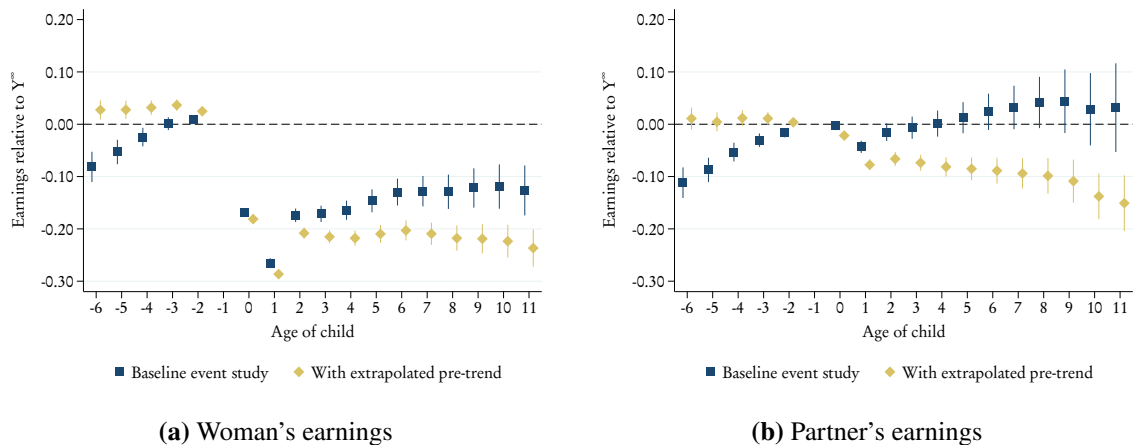 0.20
0.10
0.00
-0.10
-0.20
-0.30
Earnings relative to Y∞
-6 -5 -4 -3 -2 -1 0 1 2 3 4 5 6 7 8 9 10 11
Age of child
Baseline event study With extrapolated pre-trend
(a) Woman's earnings
0.20
0.10
0.00
-0.10
-0.20
-0.30
Earnings relative to Y∞
-6 -5 -4 -3 -2 -1 0 1 2 3 4 5 6 7 8 9 10 11
Age of child
Baseline event study With extrapolated pre-trend
(b) Partner's earnings